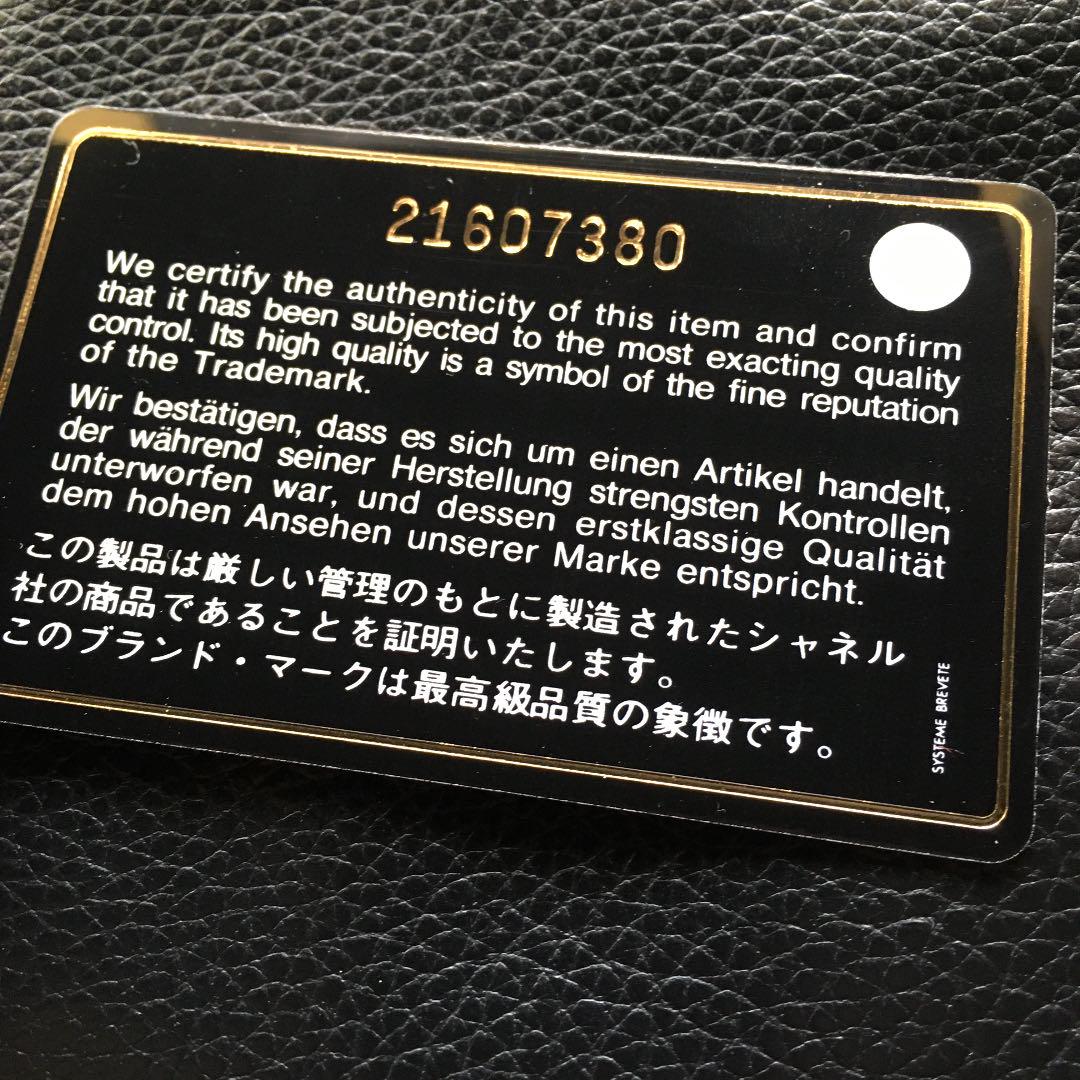 21607380
We certify the authenticity of this item and confirm
that it has been subjected to the most exacting quality
control. Its high quality is a symbol of the fine reputation
of the Trademark.
Wir bestätigen, dass es sich um einen Artikel handelt,
der während seiner Herstellung strengsten Kontrollen
unterworfen war, und dessen erstklassige Qualität
dem hohen Ansehen unserer Marke entspricht.
この製品は厳しい管理のもとに製造されたシャネル
社の商品であることを証明いたします。
このブランド・マークは最高級品質の象徴です。
SYSTEME BREVETE